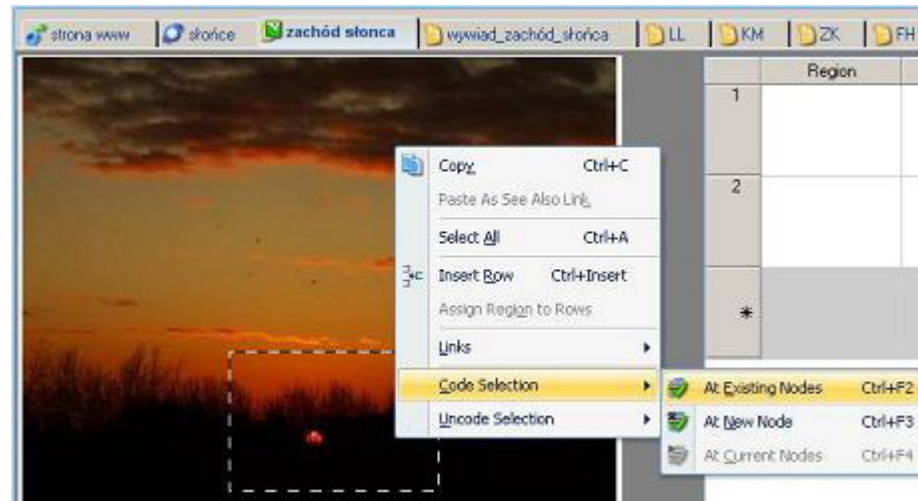 strona www słońce zachód słonca wywiad_zachód_słońca LL KM ZK FH
Region
1
2
*
Copy Ctrl+C
Paste As See Also Link
Select All Ctrl+A
Insert Row Ctrl+Insert
Assign Region to Rows
Links
Code Selection
Uncode Selection
At Existing Nodes Ctrl+F2
At New Node Ctrl+F3
At Current Nodes Ctrl+F4